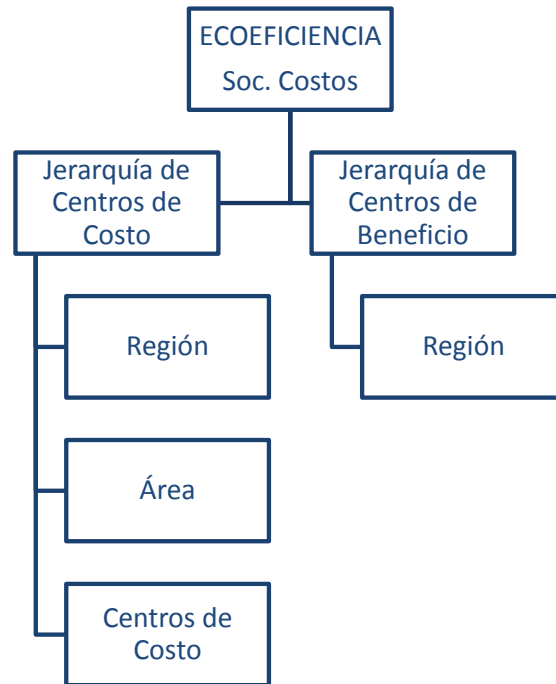 ECOEFICIENCIA
Soc. Costos
Jerarquía de
Centros de
Costo
Jerarquía de
Centros de
Beneficio
Región
Región
Área
Centros de
Costo